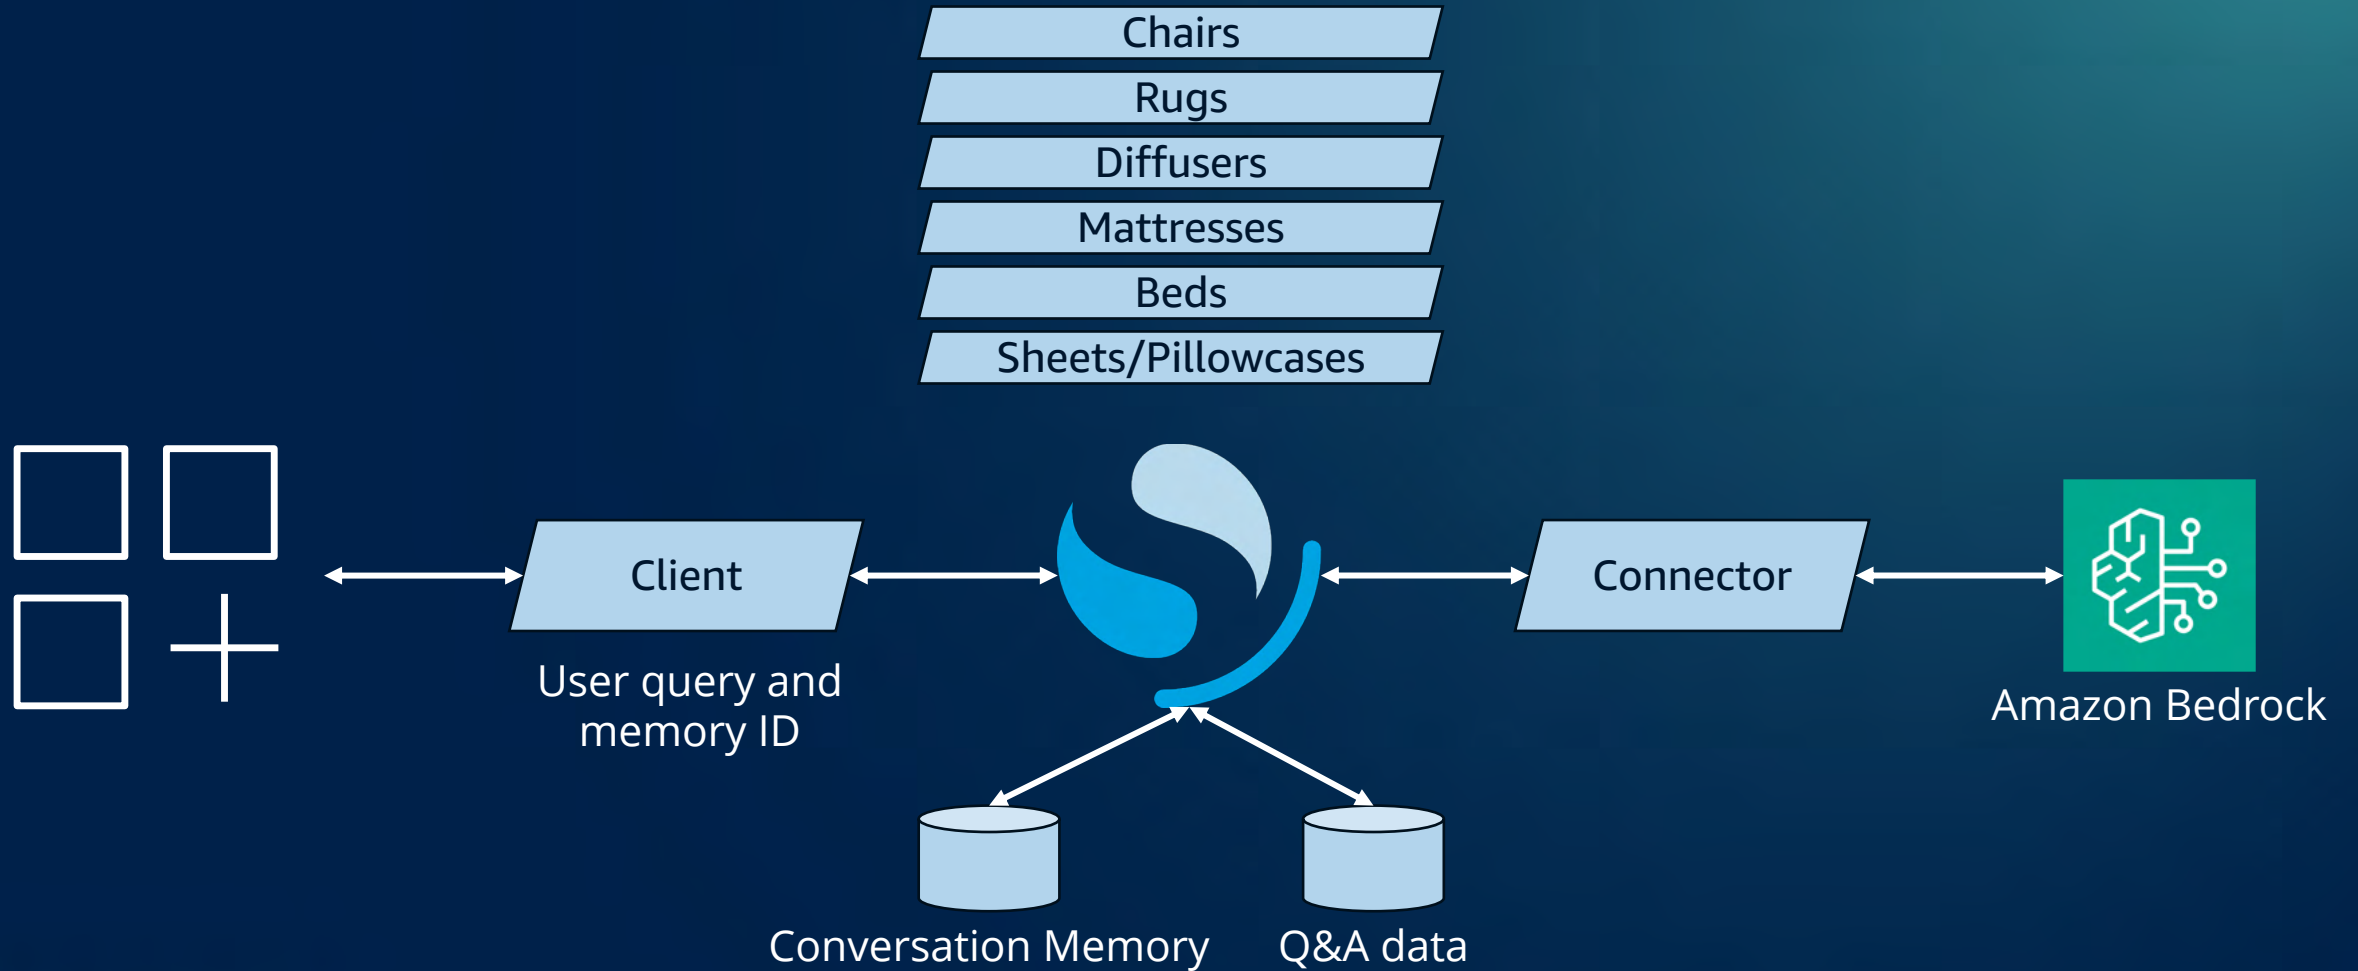 Chairs
Rugs
Diffusers
Mattresses
Beds
Sheets/Pillowcases
Client
Connector
User query and
memory ID
Amazon Bedrock
Conversation Memory
Q&A data